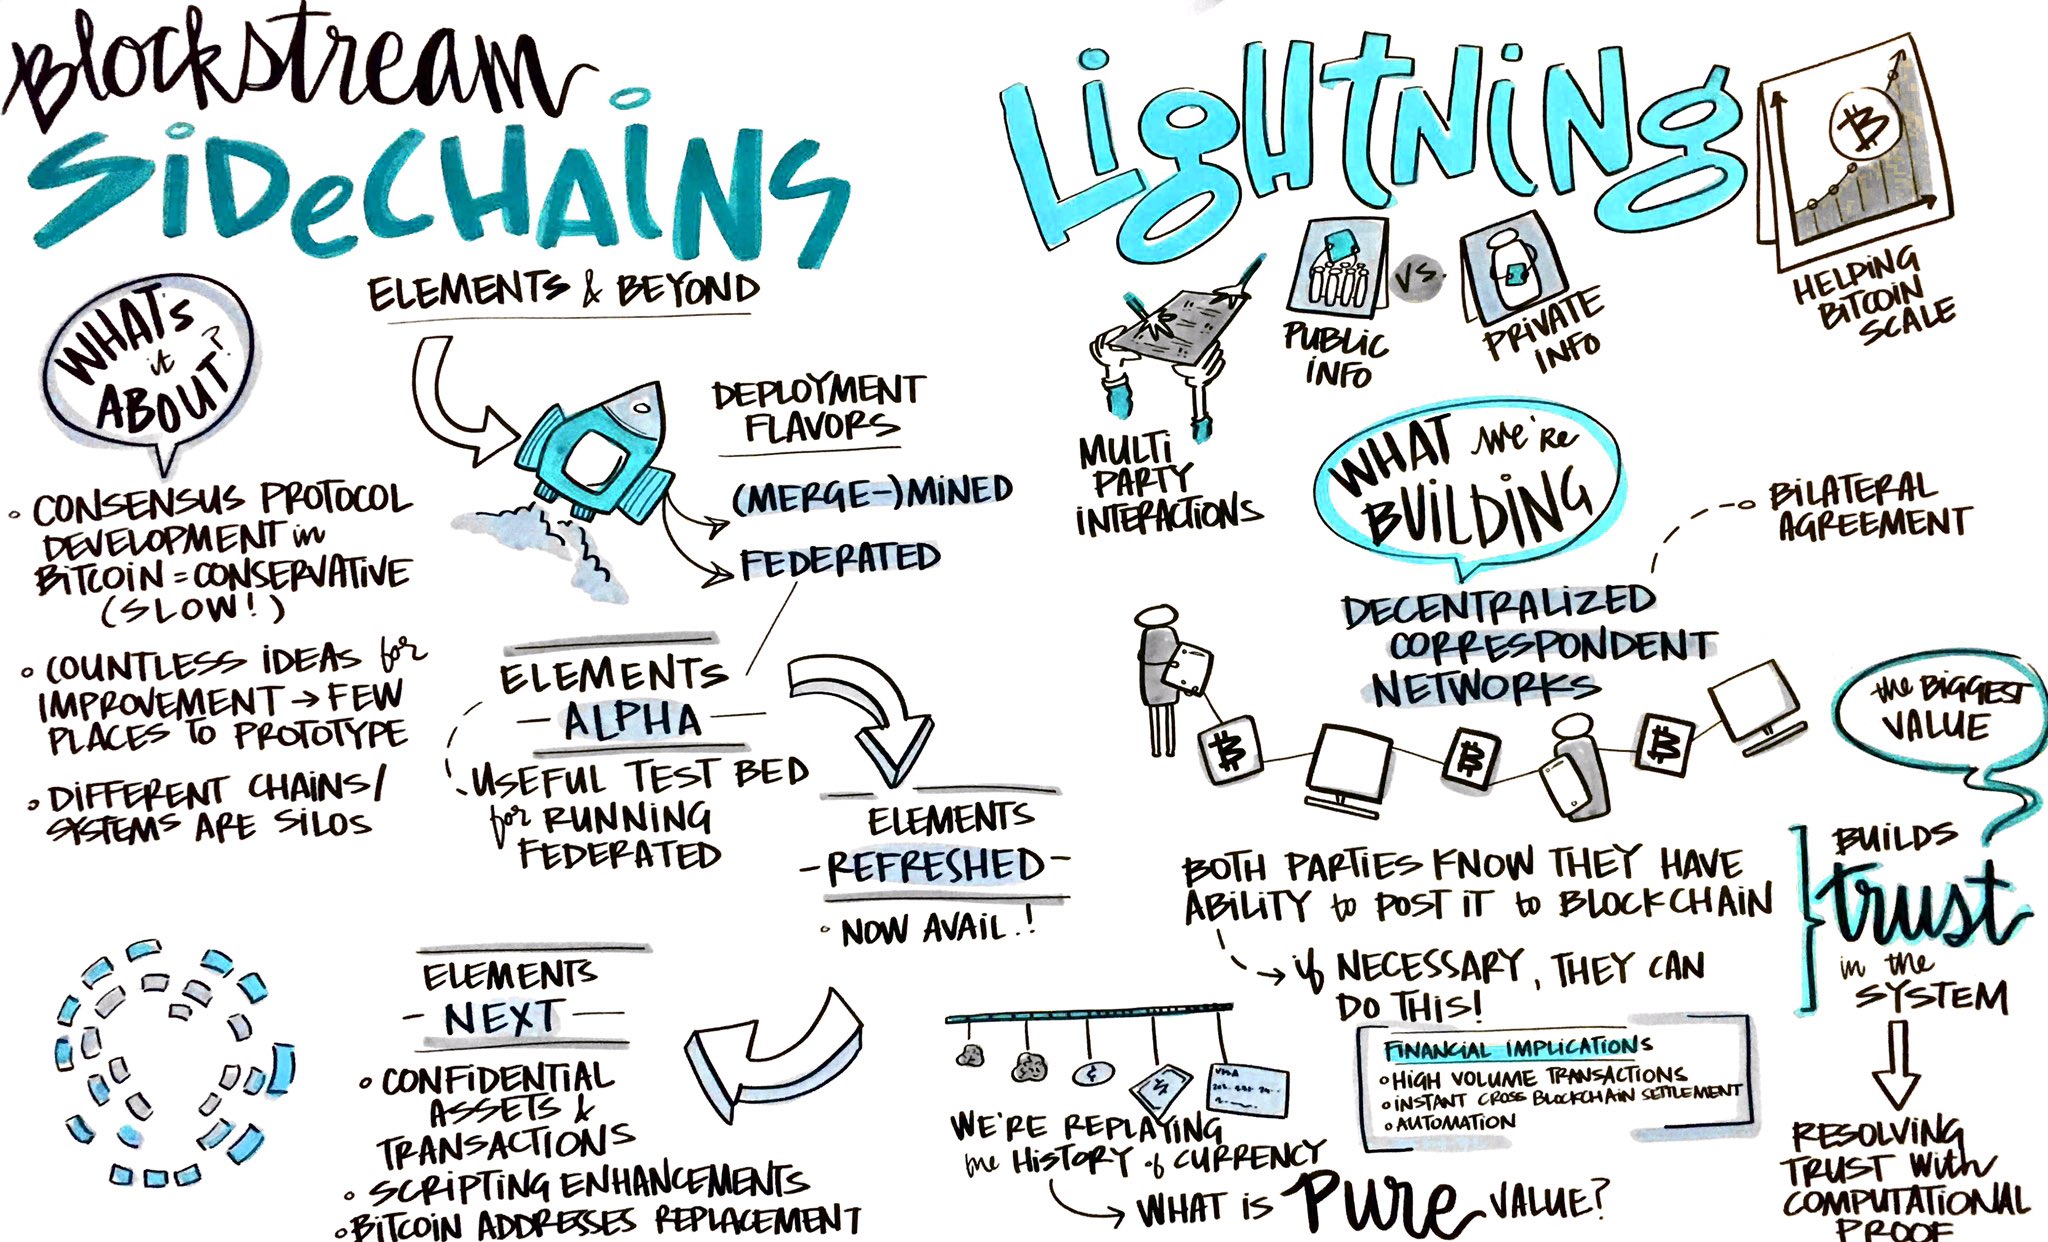 BLOCKSTREAM
SiDeCHAiNS
ELEMENTS & BEYOND
WHAT's
it
ABOUT?
◦ CONSENSUS PROTOCOL
DEVELOPMENT in
BITCOIN = CONSERVATIVE
(SLOW!)
◦ COUNTLESS IDEAS for
IMPROVEMENT → FEW
PLACES to PROTOTYPE
◦ DIFFERENT CHAINS/
SYSTEMS ARE SILOS
DEPLOYMENT
FLAVORS
(MERGE-)MINED
FEDERATED
ELEMENTS
- ALPHA -
USEFUL TEST BED
for RUNNING
FEDERATED
ELEMENTS
- REFRESHED -
◦ NOW AVAIL.!
ELEMENTS
- NEXT -
◦ CONFIDENTIAL
ASSETS &
TRANSACTIONS
◦ SCRIPTING ENHANCEMENTS
◦ BITCOIN ADDRESSES REPLACEMENT
LigHtNiNg
MULTI
PARTY
INTERACTIONS
PUBLIC
INFO
VS.
PRIVATE
INFO
₿
HELPING
BITCOIN
SCALE
WHAT we're
BUILDING
DECENTRALIZED
CORRESPONDENT
NETWORKS
BILATERAL
AGREEMENT
₿
₿
₿
BOTH PARTIES KNOW THEY HAVE
ABILITY to POST IT to BLOCKCHAIN
→ if NECESSARY, THEY CAN
DO THIS!
the BIGGEST
VALUE
BUILDS
trust
in the
SYSTEM
RESOLVING
TRUST with
COMPUTATIONAL
PROOF
FINANCIAL IMPLICATIONS
◦ HIGH VOLUME TRANSACTIONS
◦ INSTANT CROSS BLOCKCHAIN SETTLEMENT
◦ AUTOMATION
VISA
WE'RE REPLAYING
the HISTORY of CURRENCY
→ WHAT IS PURE VALUE?